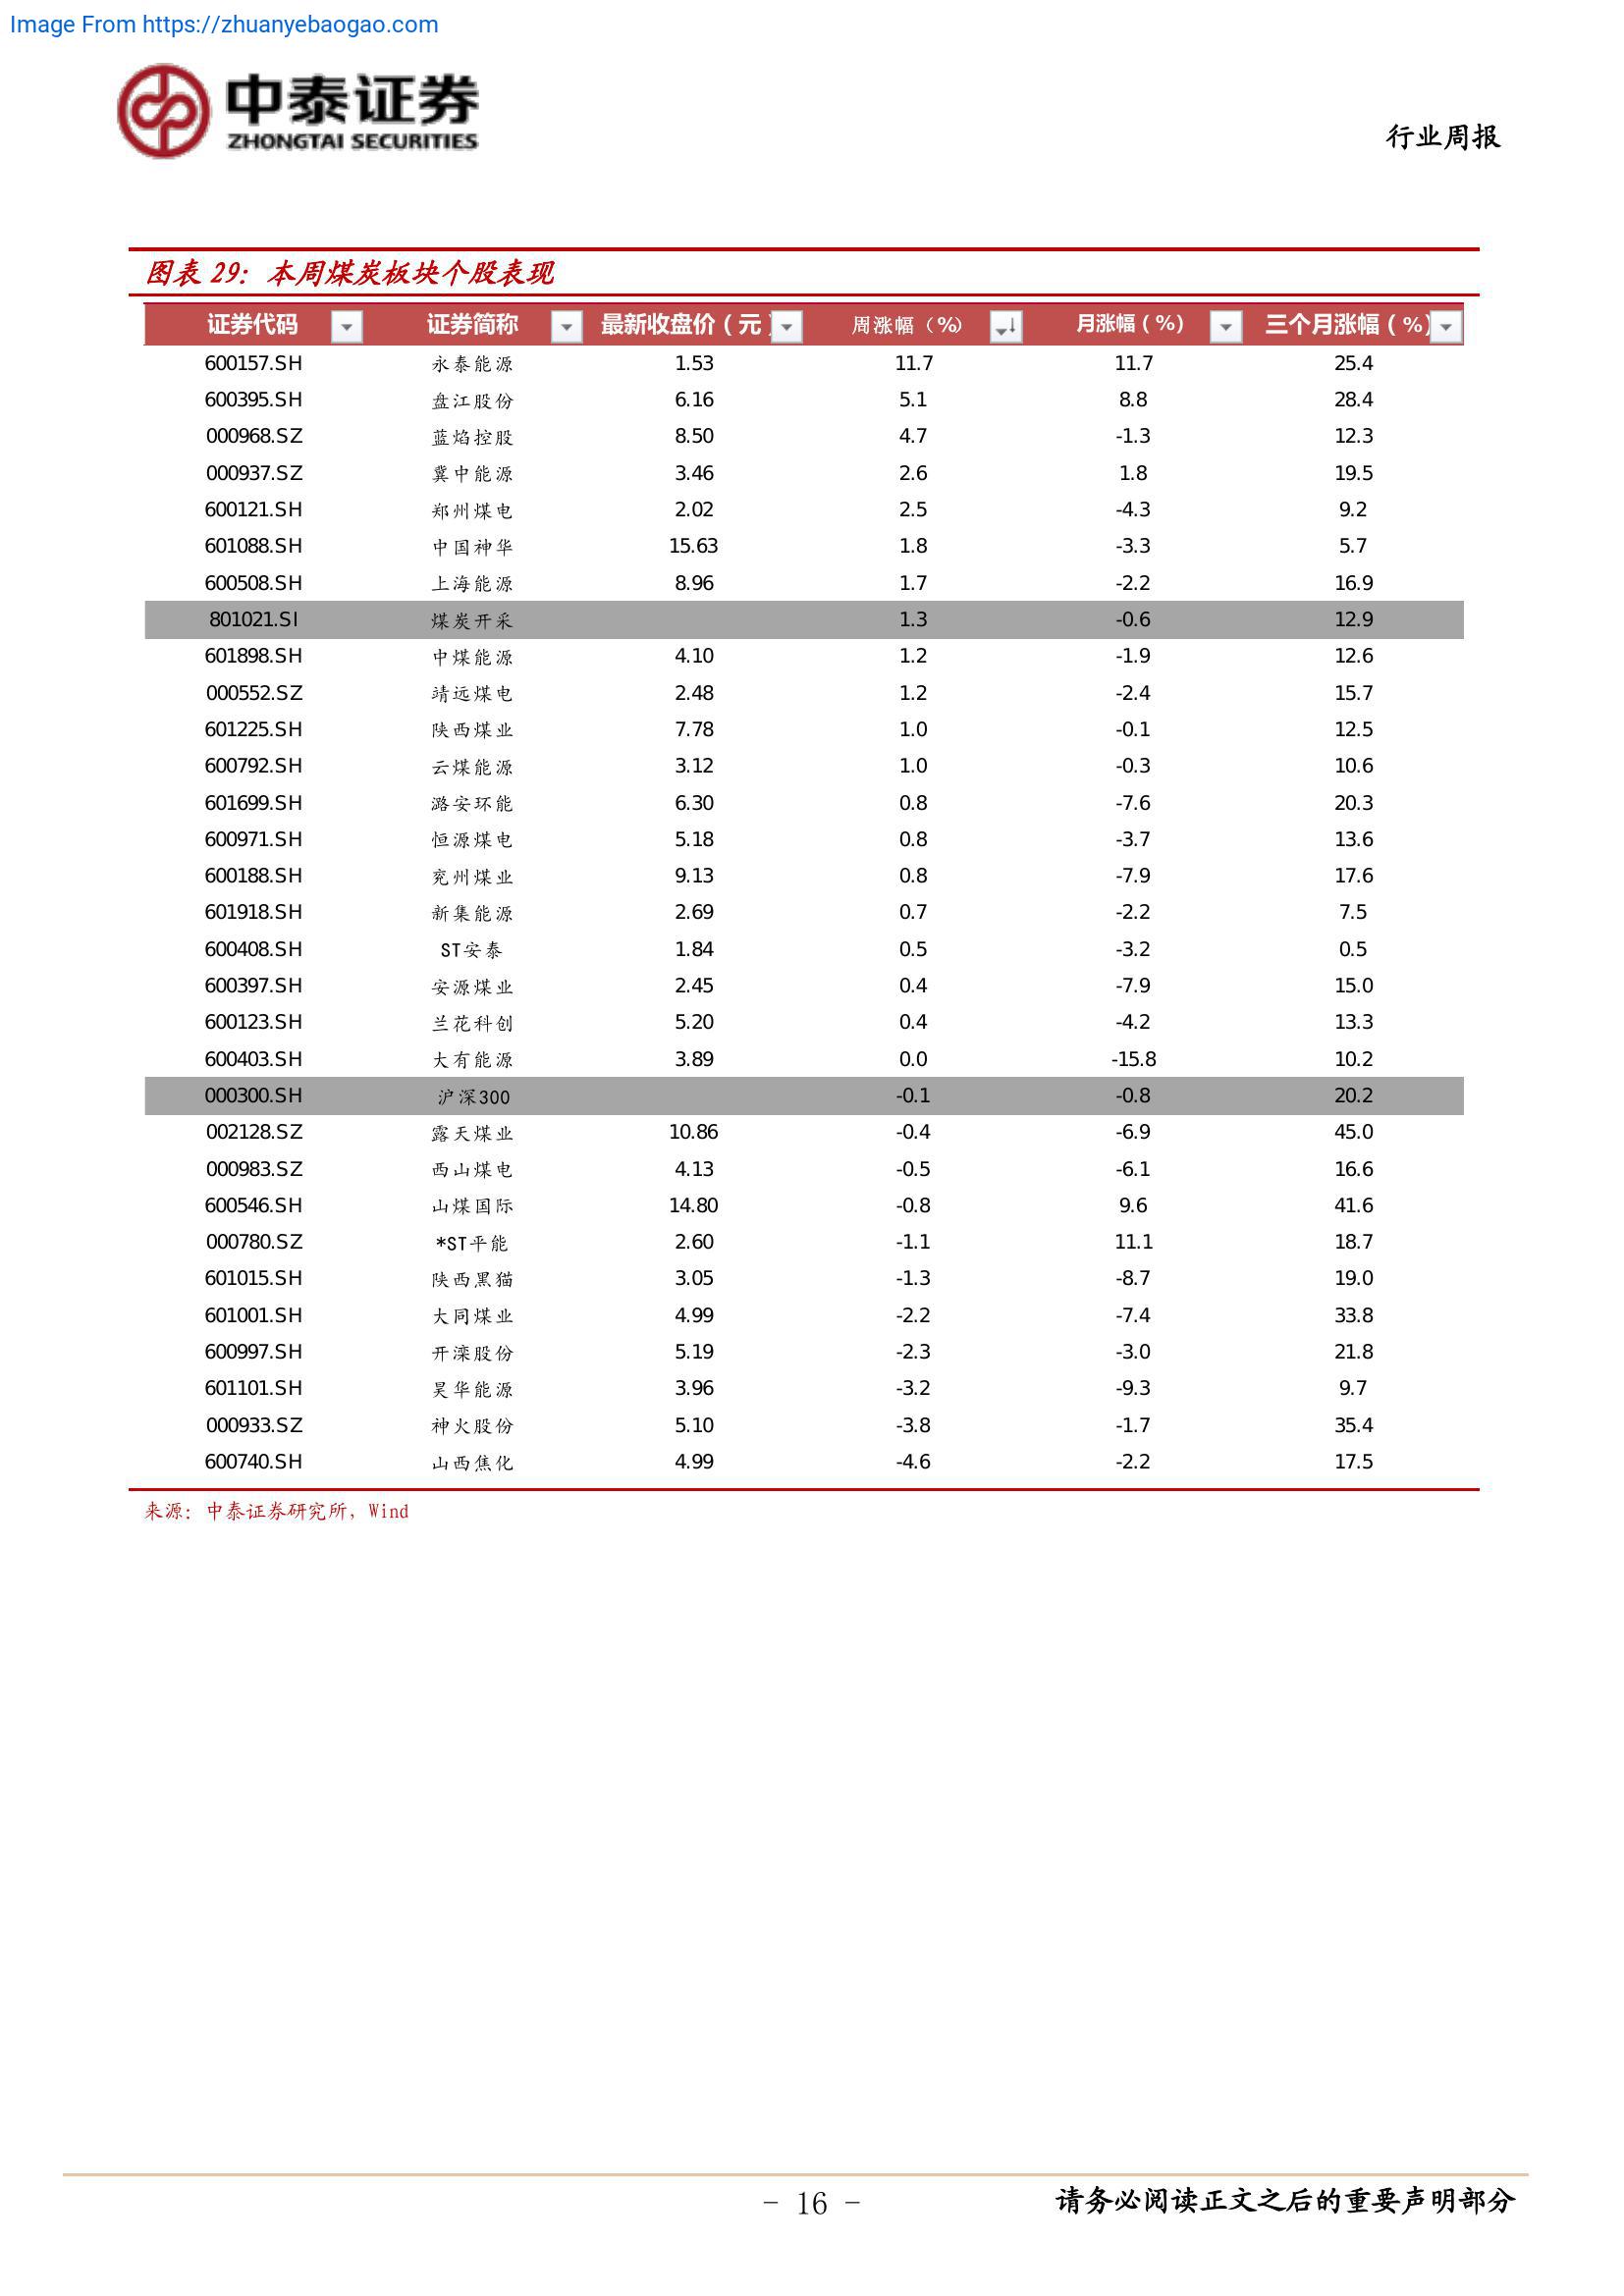 Image From https://zhuanyebaogao.com
中泰证券
ZHONGTAI SECURITIES
行业周报
图表 29：本周煤炭板块个股表现
证券代码 证券简称 最新收盘价（元） 周涨幅（%） 月涨幅（%） 三个月涨幅（%）
600157.SH 永泰能源 1.53 11.7 11.7 25.4
600395.SH 盘江股份 6.16 5.1 8.8 28.4
000968.SZ 蓝焰控股 8.50 4.7 -1.3 12.3
000937.SZ 冀中能源 3.46 2.6 1.8 19.5
600121.SH 郑州煤电 2.02 2.5 -4.3 9.2
601088.SH 中国神华 15.63 1.8 -3.3 5.7
600508.SH 上海能源 8.96 1.7 -2.2 16.9
801021.SI 煤炭开采 1.3 -0.6 12.9
601898.SH 中煤能源 4.10 1.2 -1.9 12.6
000552.SZ 靖远煤电 2.48 1.2 -2.4 15.7
601225.SH 陕西煤业 7.78 1.0 -0.1 12.5
600792.SH 云煤能源 3.12 1.0 -0.3 10.6
601699.SH 潞安环能 6.30 0.8 -7.6 20.3
600971.SH 恒源煤电 5.18 0.8 -3.7 13.6
600188.SH 兖州煤业 9.13 0.8 -7.9 17.6
601918.SH 新集能源 2.69 0.7 -2.2 7.5
600408.SH ST安泰 1.84 0.5 -3.2 0.5
600397.SH 安源煤业 2.45 0.4 -7.9 15.0
600123.SH 兰花科创 5.20 0.4 -4.2 13.3
600403.SH 大有能源 3.89 0.0 -15.8 10.2
000300.SH 沪深300 -0.1 -0.8 20.2
002128.SZ 露天煤业 10.86 -0.4 -6.9 45.0
000983.SZ 西山煤电 4.13 -0.5 -6.1 16.6
600546.SH 山煤国际 14.80 -0.8 9.6 41.6
000780.SZ *ST平能 2.60 -1.1 11.1 18.7
601015.SH 陕西黑猫 3.05 -1.3 -8.7 19.0
601001.SH 大同煤业 4.99 -2.2 -7.4 33.8
600997.SH 开滦股份 5.19 -2.3 -3.0 21.8
601101.SH 昊华能源 3.96 -3.2 -9.3 9.7
000933.SZ 神火股份 5.10 -3.8 -1.7 35.4
600740.SH 山西焦化 4.99 -4.6 -2.2 17.5
来源：中泰证券研究所，Wind
- 16 -
请务必阅读正文之后的重要声明部分